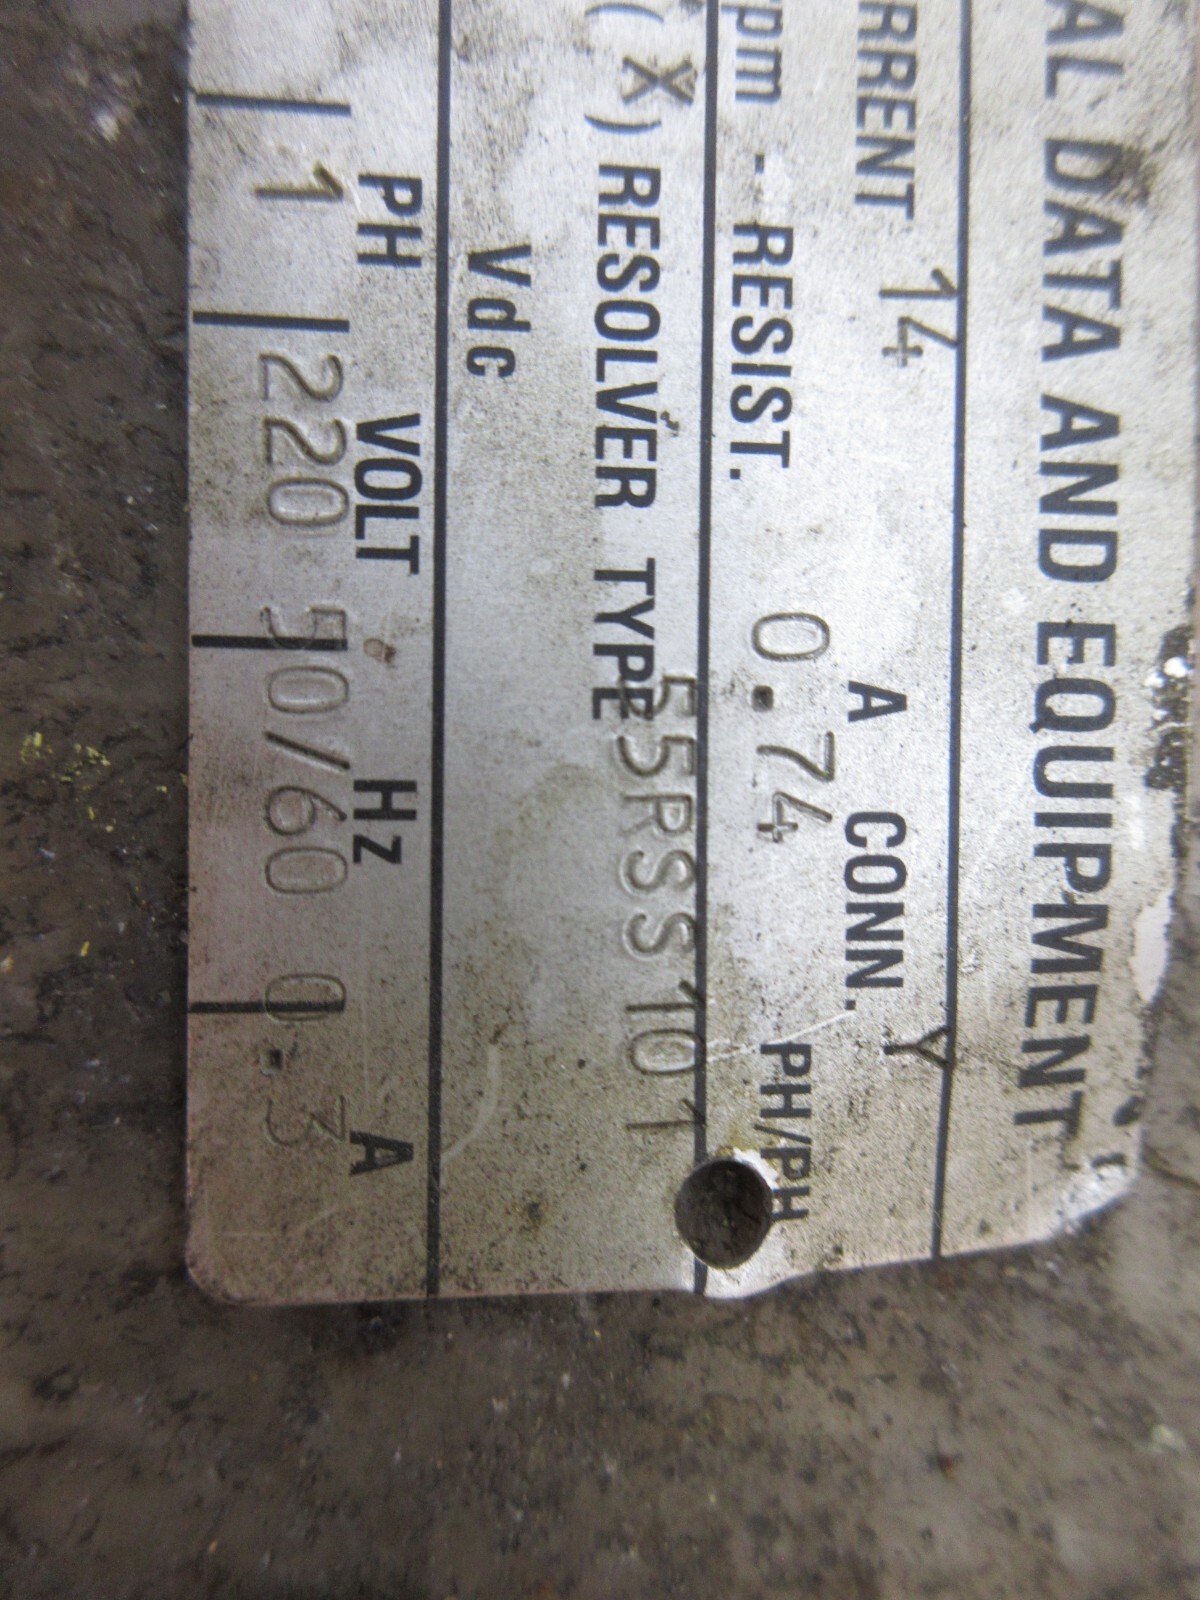 AL DATA AND EQUIPMENT
RRENT 14 A CONN. Y
pm - RESIST. 0.74 PH/PH
(X) RESOLVER TYPE 55RSS101
Vdc
PH VOLT Hz A
1 220 50/60 0.3